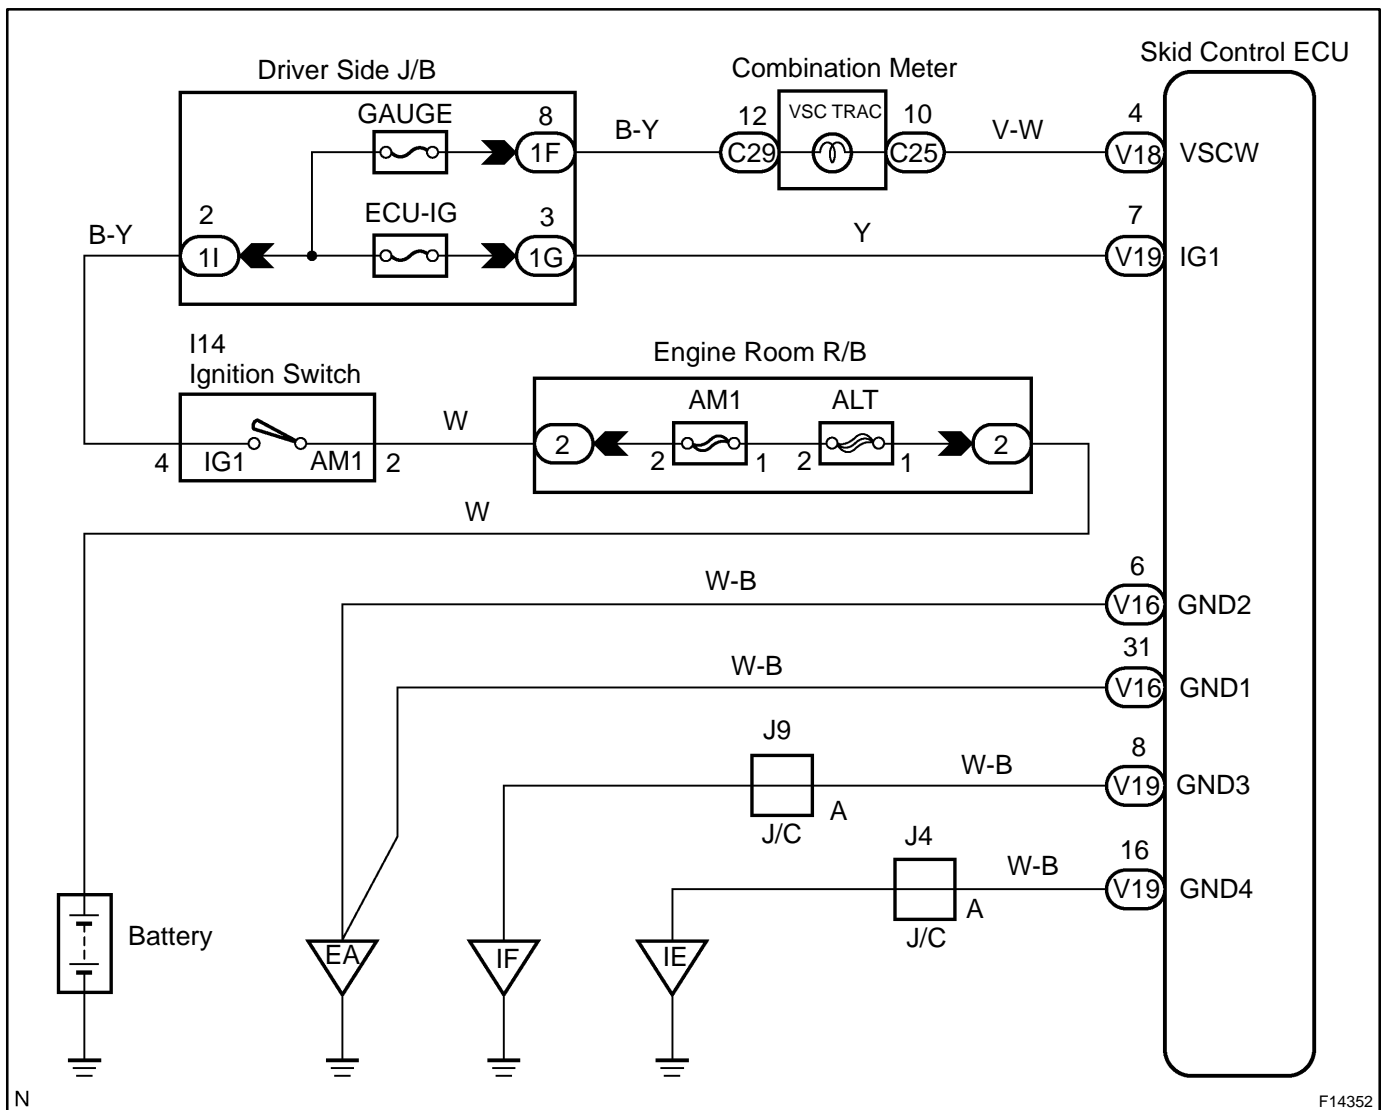 Skid Control ECU
Driver Side J/B
Combination Meter
GAUGE
8
1F
B-Y
12
C29
VSC TRAC
10
C25
V-W
4
V18
VSCW
B-Y
2
1I
ECU-IG
3
1G
Y
7
V19
IG1
I14
Ignition Switch
4
IG1
AM1
2
W
Engine Room R/B
AM1
ALT
2
2
1
2
1
2
W
W-B
6
V16
GND2
W-B
31
V16
GND1
J9
J/C
A
W-B
8
V19
GND3
J4
J/C
A
W-B
16
V19
GND4
Battery
EA
IF
IE
N
F14352